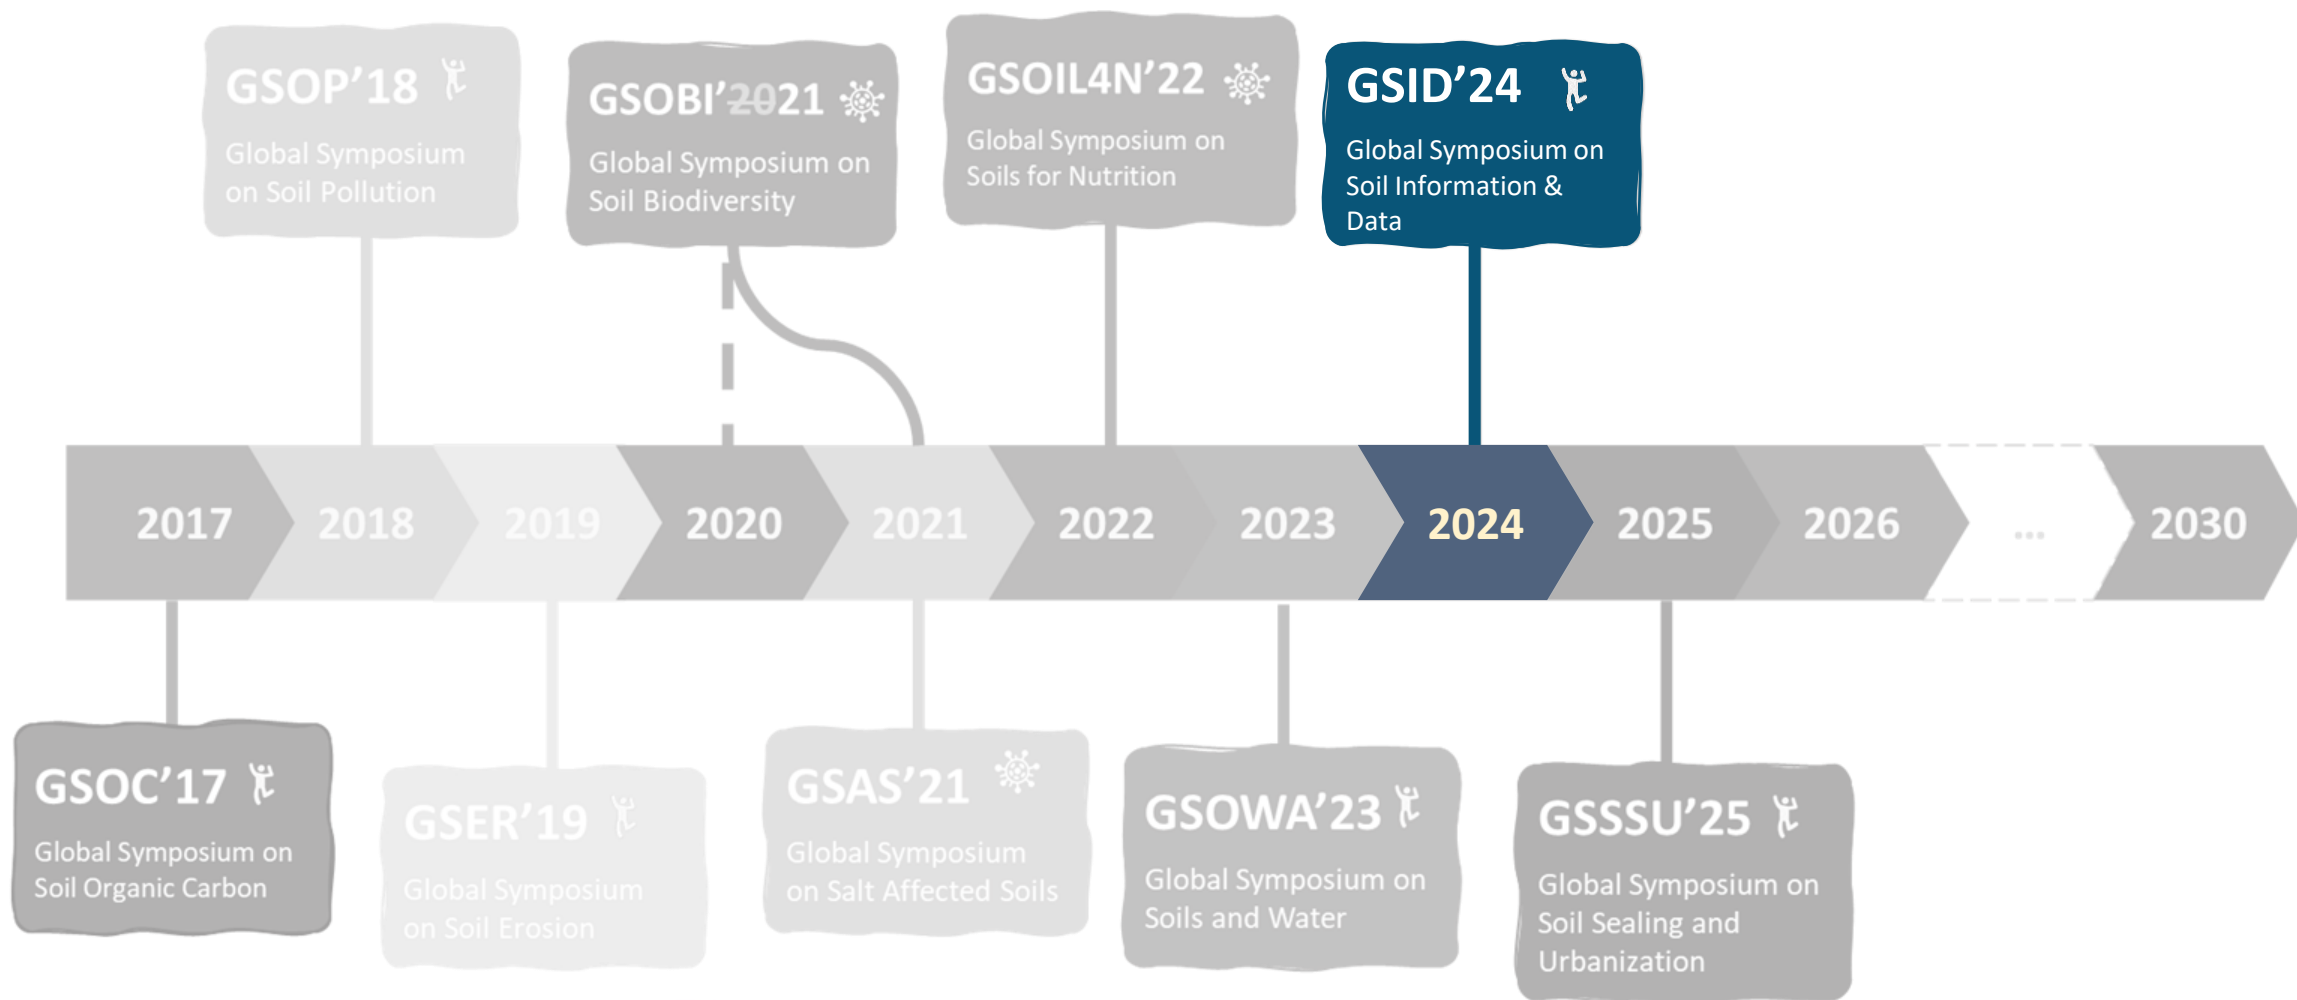 GSOP’18
Global Symposium
on Soil Pollution
GSOBI’2021
Global Symposium on
Soil Biodiversity
GSOIL4N’22
Global Symposium on
Soils for Nutrition
GSID’24
Global Symposium on
Soil Information &
Data
2017
2018
2019
2020
2021
2022
2023
2024
2025
2026
...
2030
GSOC’17
Global Symposium on
Soil Organic Carbon
GSER’19
Global Symposium
on Soil Erosion
GSAS’21
Global Symposium
on Salt Affected Soils
GSOWA’23
Global Symposium on
Soils and Water
GSSSU’25
Global Symposium on
Soil Sealing and
Urbanization